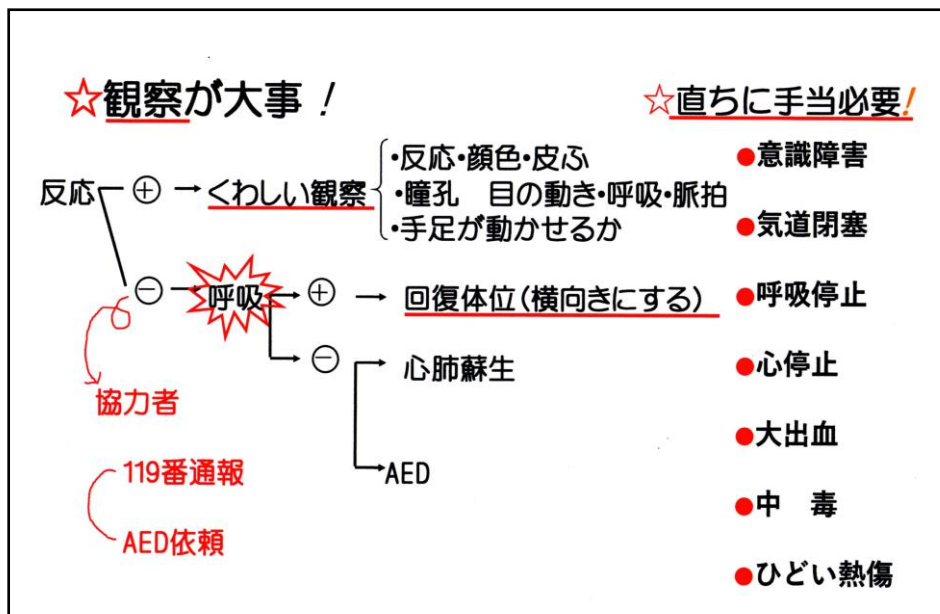 ☆観察が大事!
反応
⊕
くわしい観察
・反応・顔色・皮ふ
・瞳孔 目の動き・呼吸・脈拍
・手足が動かせるか
⊖
呼吸
⊕
回復体位(横向きにする)
⊖
心肺蘇生
AED
協力者
119番通報
AED依頼
☆直ちに手当必要!
●意識障害
●気道閉塞
●呼吸停止
●心停止
●大出血
●中 毒
●ひどい熱傷